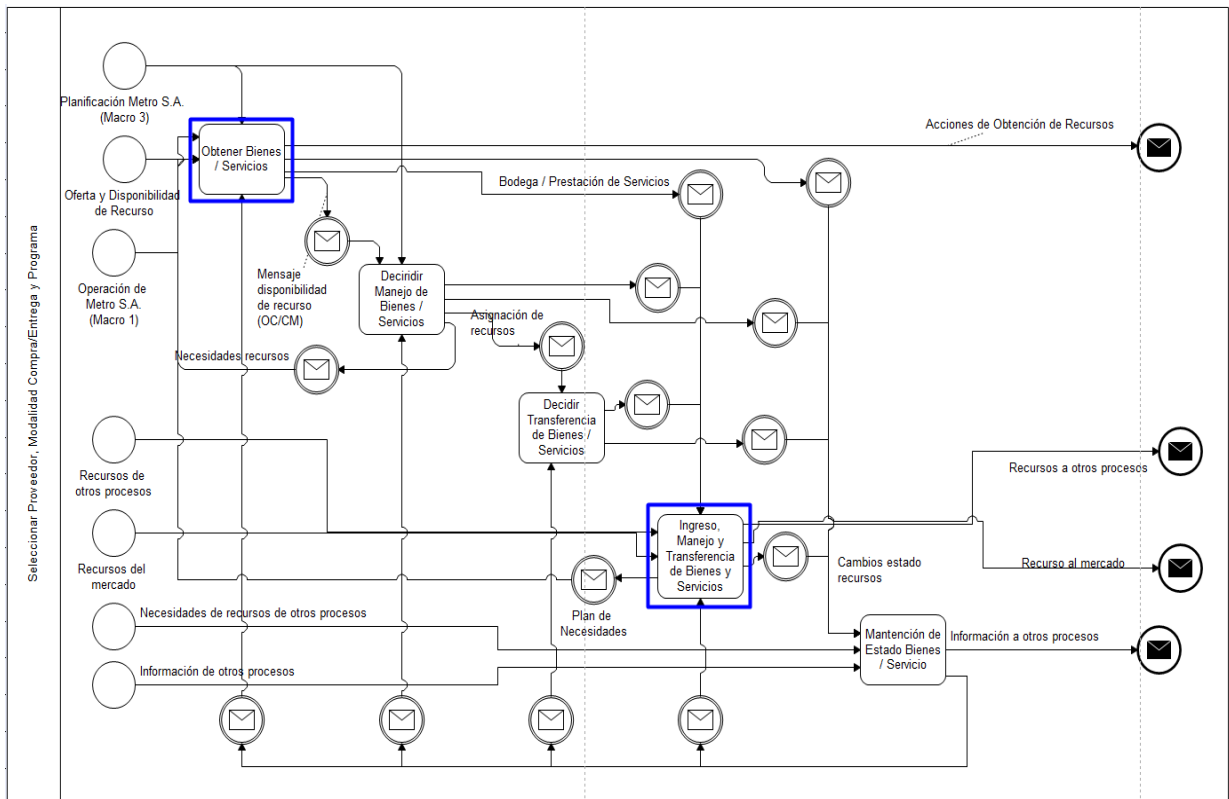 Seleccionar Proveedor, Modalidad Compra/Entrega y Programa
Planificación Metro S.A.
(Macro 3)
Obtener Bienes
/ Servicios
Acciones de Obtención de Recursos
Oferta y Disponibilidad
de Recurso
Bodega / Prestación de Servicios
Operación de
Metro S.A.
(Macro 1)
Mensaje
disponibilidad
de recurso
(OC/CM)
Deciridir
Manejo de
Bienes /
Servicios
Asignación de
recursos
Necesidades recursos
Decidir
Transferencia
de Bienes /
Servicios
Recursos de
otros procesos
Recursos a otros procesos
Recursos del
mercado
Ingreso,
Manejo y
Transferencia
de Bienes y
Servicios
Cambios estado
recursos
Recurso al mercado
Plan de
Necesidades
Necesidades de recursos de otros procesos
Mantención de
Estado Bienes
/ Servicio
Información a otros procesos
Información de otros procesos